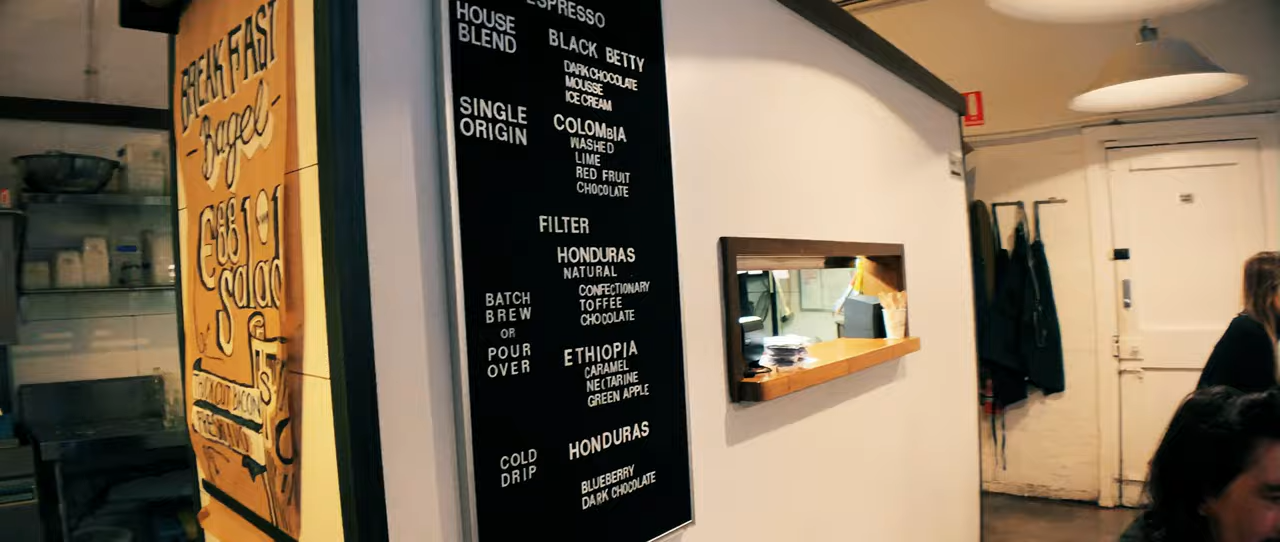 BREAKFAST
Bagel
Egg
Salad
ESPRESSO
HOUSE
BLEND
BLACK BETTY
DARK CHOCOLATE
MOUSSE
ICE CREAM
SINGLE
ORIGIN
COLOMBIA
WASHED
LIME
RED FRUIT
CHOCOLATE
FILTER
HONDURAS
NATURAL
CONFECTIONARY
TOFFEE
CHOCOLATE
BATCH
BREW
OR
POUR
OVER
ETHIOPIA
CARAMEL
NECTARINE
GREEN APPLE
HONDURAS
COLD
DRIP
BLUEBERRY
DARK CHOCOLATE